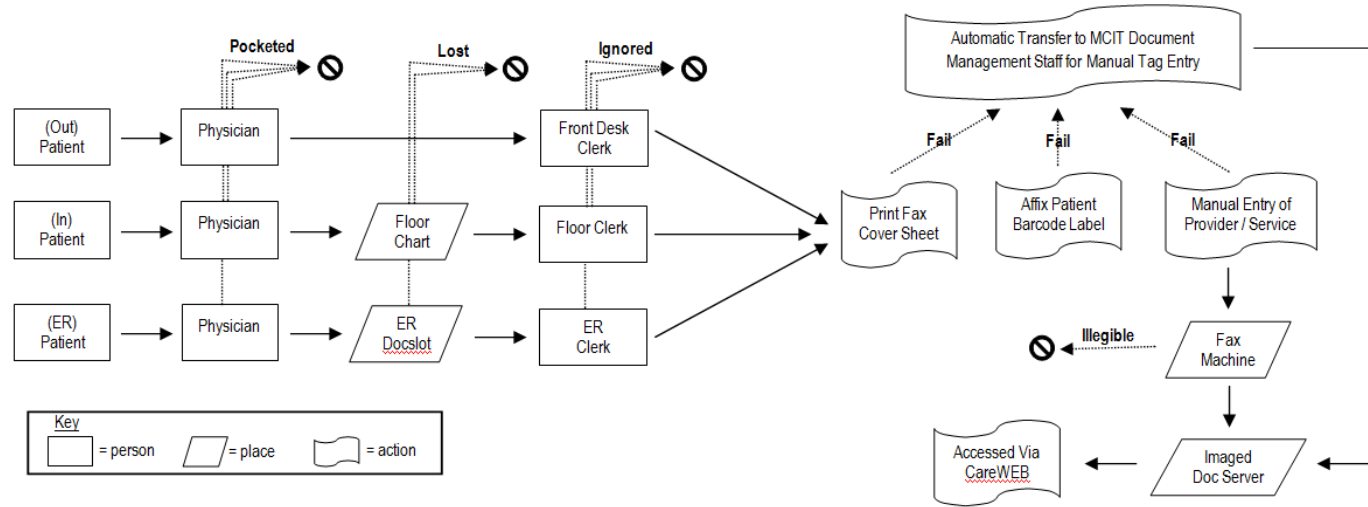 Pocketed
Lost
Ignored
Automatic Transfer to MCIT Document
Management Staff for Manual Tag Entry
(Out)
Patient
Physician
Front Desk
Clerk
Fail
Fail
Fail
(In)
Patient
Physician
Floor
Chart
Floor Clerk
Print Fax
Cover Sheet
Affix Patient
Barcode Label
Manual Entry of
Provider / Service
(ER)
Patient
Physician
ER
Docslot
ER
Clerk
Illegible
Fax
Machine
Key
= person
= place
= action
Accessed Via
CareWEB
Imaged
Doc Server